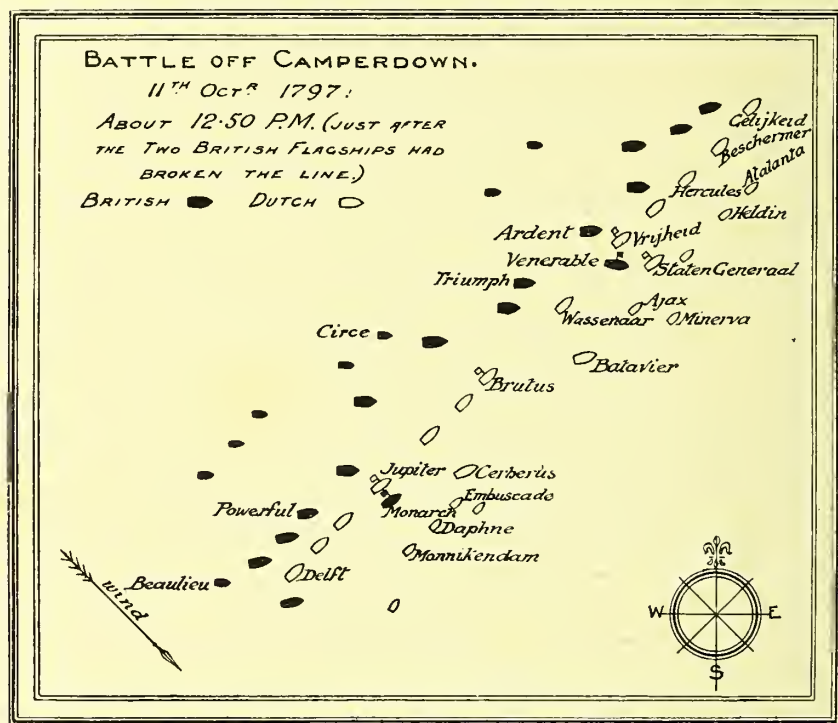 BATTLE OFF CAMPERDOWN.
11TH OCTR 1797:
ABOUT 12·50 P.M. (JUST AFTER
THE TWO BRITISH FLAGSHIPS HAD
BROKEN THE LINE.)
BRITISH DUTCH
Gelijkeid
Beschermer
Atalanta
Hercules
Heldin
Ardent
Vrijheid
Venerable
Staten Generaal
Triumph
Ajax
Wassenaar
Minerva
Circe
Batavier
Brutus
Jupiter
Cerberus
Embuscade
Powerful
Monarch
Daphne
Monnikendam
Beaulieu
Delft
wind
W
E
S